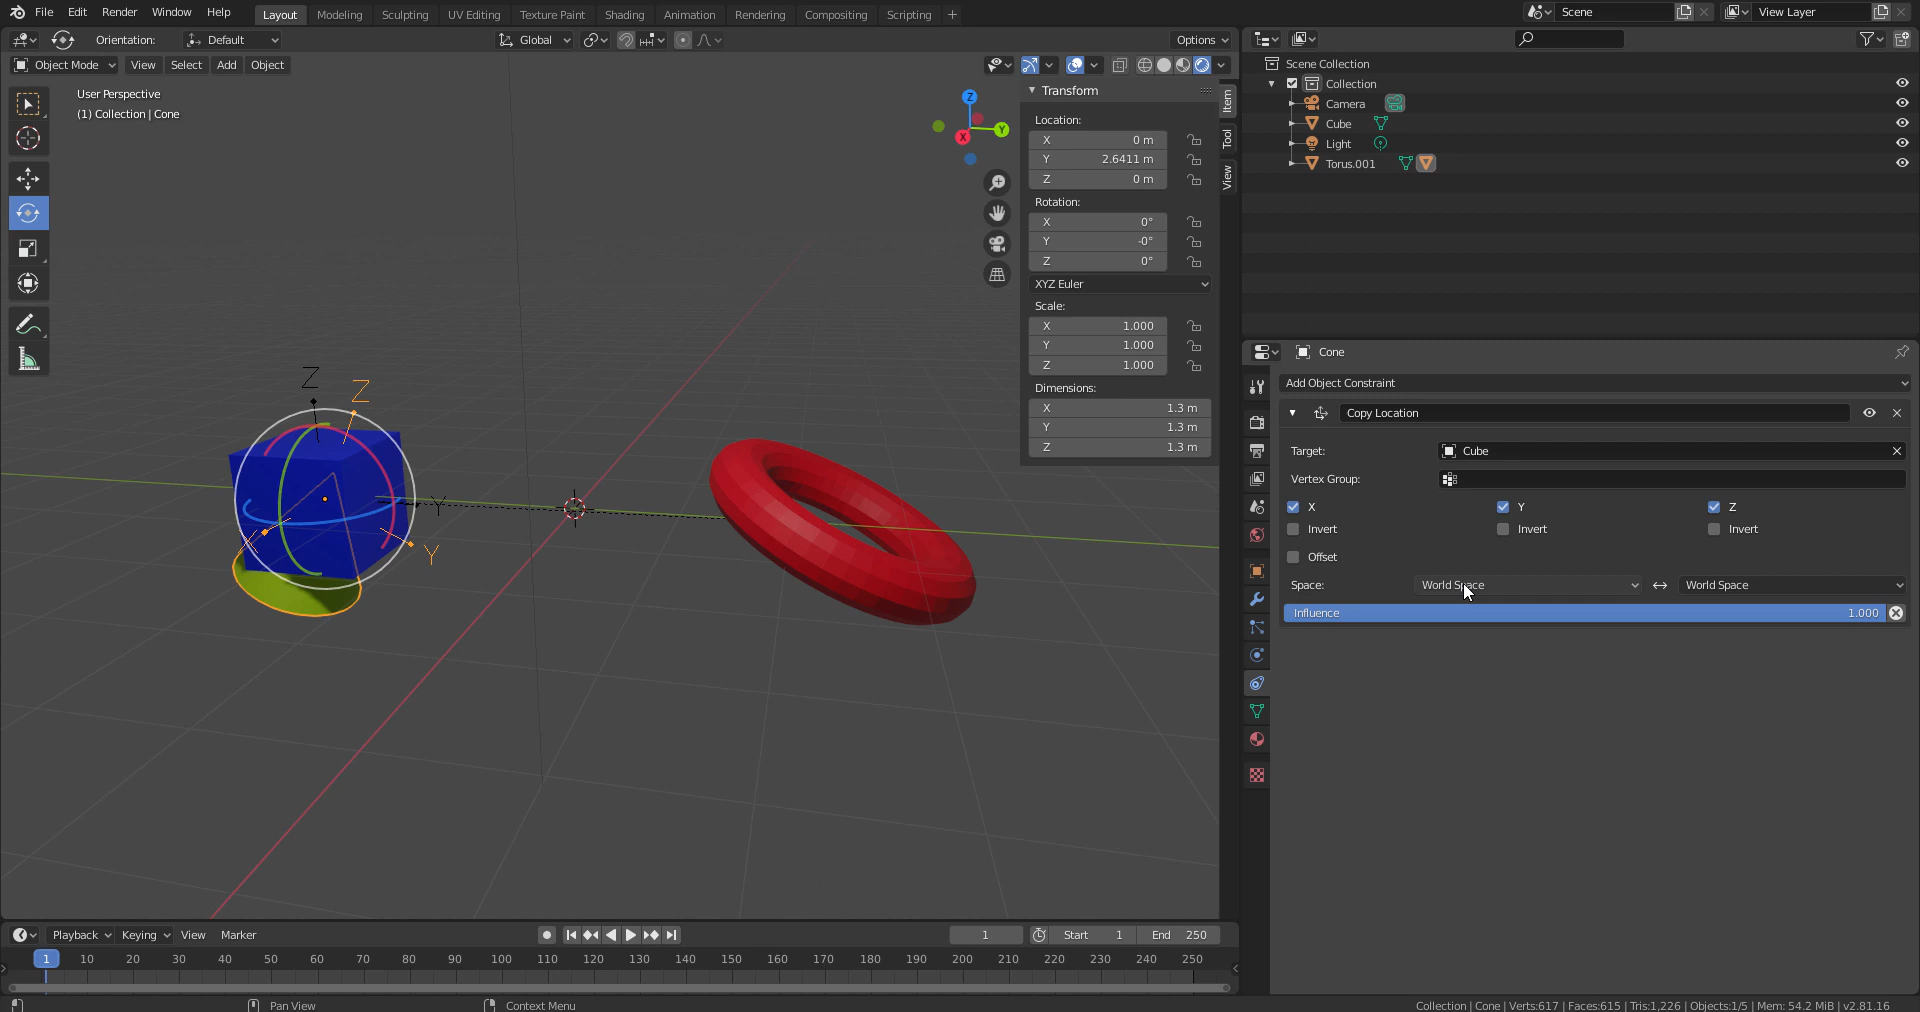 File Edit Render Window Help Layout Modeling Sculpting UV Editing Texture Paint Shading Animation Rendering Compositing Scripting + Scene View Layer
Orientation: Default Global Options
Object Mode View Select Add Object
User Perspective
(1) Collection | Cone
Z
Y
X
Transform
Location:
X 0 m
Y 2.6411 m
Z 0 m
Rotation:
X 0°
Y -0°
Z 0°
XYZ Euler
Scale:
X 1.000
Y 1.000
Z 1.000
Dimensions:
X 1.3 m
Y 1.3 m
Z 1.3 m
Item
Tool
View
Z
Z
Y
Y
X
Scene Collection
Collection
Camera
Cube
Light
Torus.001
Cone
Add Object Constraint
Copy Location
Target: Cube
Vertex Group:
X Y Z
Invert Invert Invert
Offset
Space: World Space World Space
Influence 1.000
Playback Keying View Marker 1 Start 1 End 250
1 10 20 30 40 50 60 70 80 90 100 110 120 130 140 150 160 170 180 190 200 210 220 230 240 250
Pan View Context Menu Collection | Cone | Verts:617 | Faces:615 | Tris:1,226 | Objects:1/5 | Mem: 54.2 MiB | v2.81.16